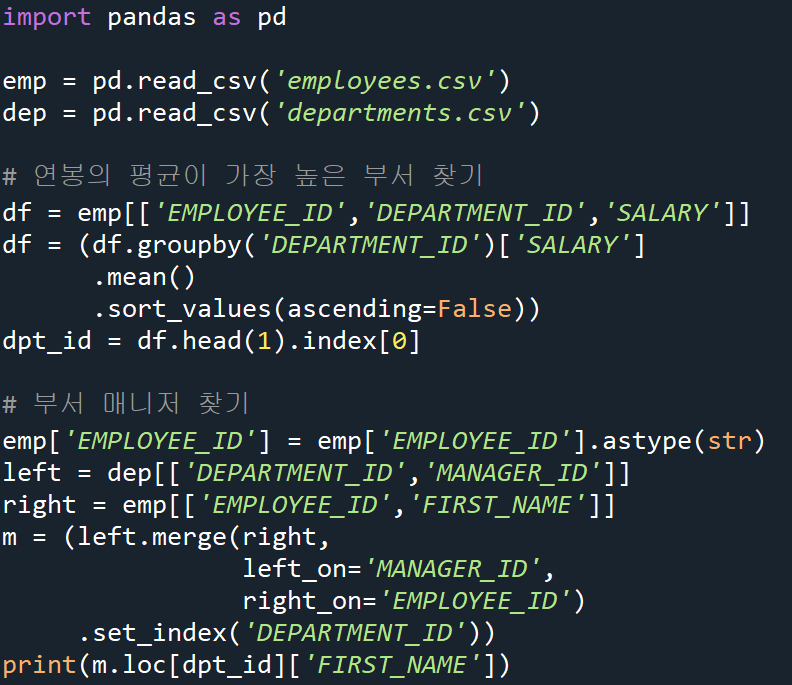 import pandas as pd
emp = pd.read_csv('employees.csv')
dep = pd.read_csv('departments.csv')
# 연봉의 평균이 가장 높은 부서 찾기
df = emp[['EMPLOYEE_ID','DEPARTMENT_ID','SALARY']]
df = (df.groupby('DEPARTMENT_ID')['SALARY']
      .mean()
      .sort_values(ascending=False))
dpt_id = df.head(1).index[0]
# 부서 매니저 찾기
emp['EMPLOYEE_ID'] = emp['EMPLOYEE_ID'].astype(str)
left = dep[['DEPARTMENT_ID','MANAGER_ID']]
right = emp[['EMPLOYEE_ID','FIRST_NAME']]
m = (left.merge(right,
                left_on='MANAGER_ID',
                right_on='EMPLOYEE_ID')
     .set_index('DEPARTMENT_ID'))
print(m.loc[dpt_id]['FIRST_NAME'])